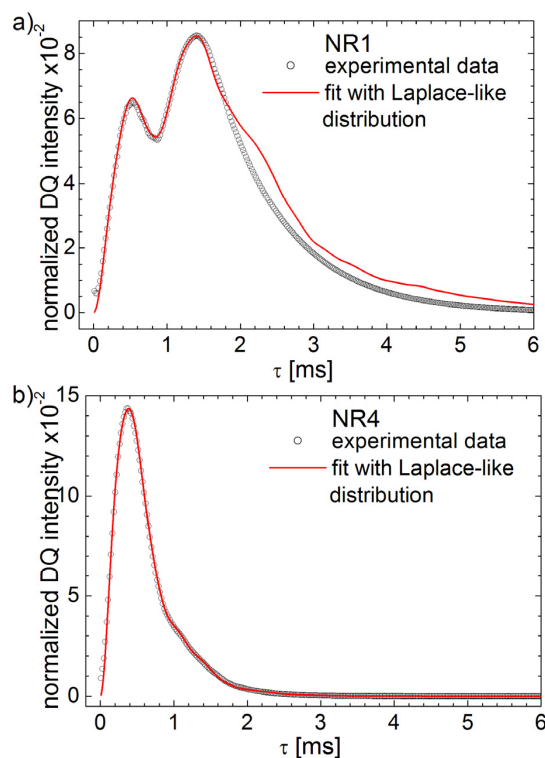 a)
NR1
experimental data
fit with Laplace-like
distribution
normalized DQ intensity x10⁻²
8
6
4
2
0
0 1 2 3 4 5 6
τ [ms]
b)
NR4
experimental data
fit with Laplace-like
distribution
normalized DQ intensity x10⁻²
15
10
5
0
0 1 2 3 4 5 6
τ [ms]